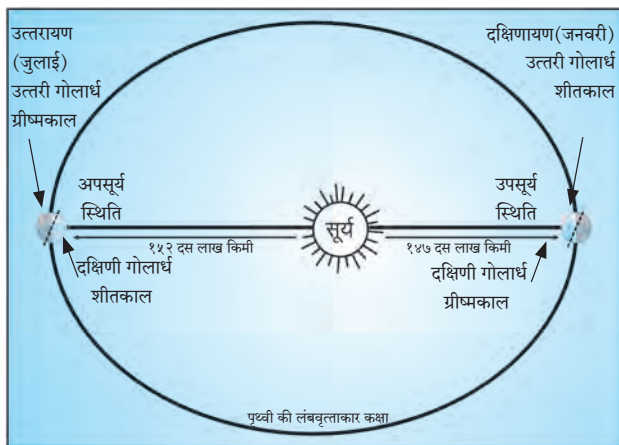 उत्तरायण
(जुलाई)
उत्तरी गोलार्ध
ग्रीष्मकाल
दक्षिणायण(जनवरी)
उत्तरी गोलार्ध
शीतकाल
अपसूर्य
स्थिति
सूर्य
उपसूर्य
स्थिति
१५२ दस लाख किमी
१४७ दस लाख किमी
दक्षिणी गोलार्ध
शीतकाल
दक्षिणी गोलार्ध
ग्रीष्मकाल
पृथ्वी की लंबवृत्ताकार कक्षा